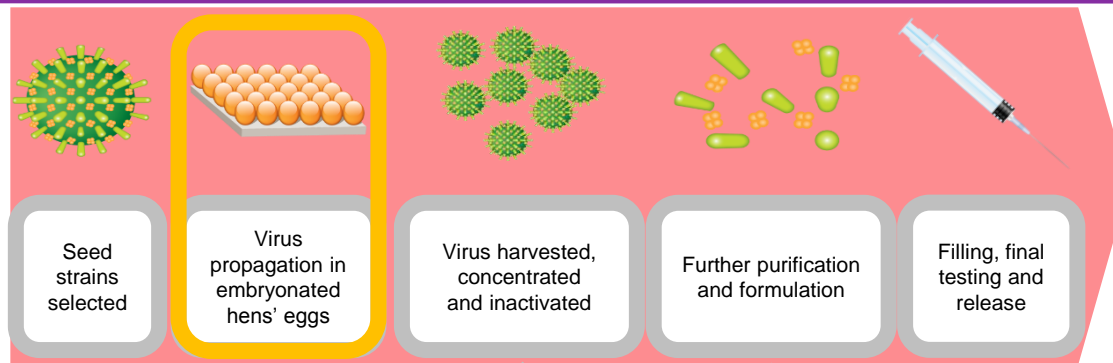 Seed
strains
selected
Virus
propagation in
embryonated
hens’ eggs
Virus harvested,
concentrated
and inactivated
Further purification
and formulation
Filling, final
testing and
release